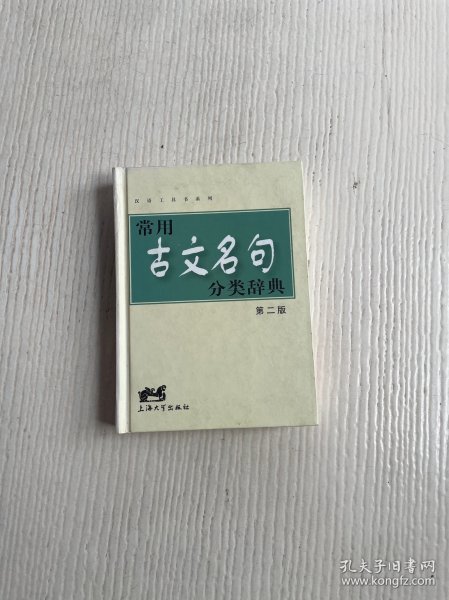 汉语工具书系列
常用
古文名句
分类辞典
第二版
上海大学出版社
孔夫子旧书网
www.kongfz.com